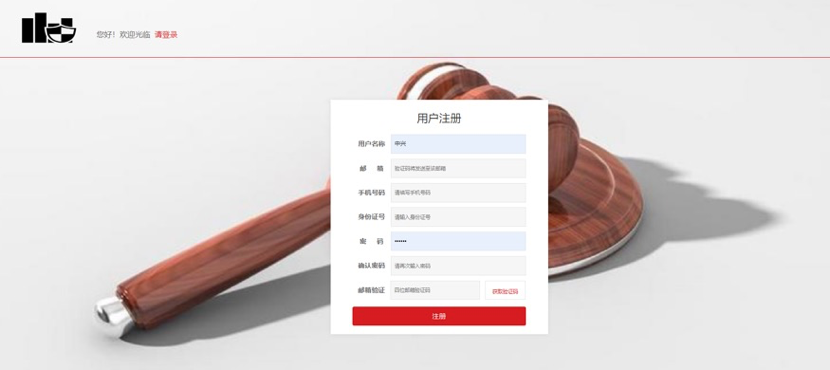 您好！欢迎光临 请登录
用户注册
用户名称 中兴
邮 箱 验证码将发送至该邮箱
手机号码 请填写手机号码
身份证号 请输入身份证号
密 码 ••••••
确认密码 请再次输入密码
邮箱验证 四位邮箱验证码 获取验证码
注册